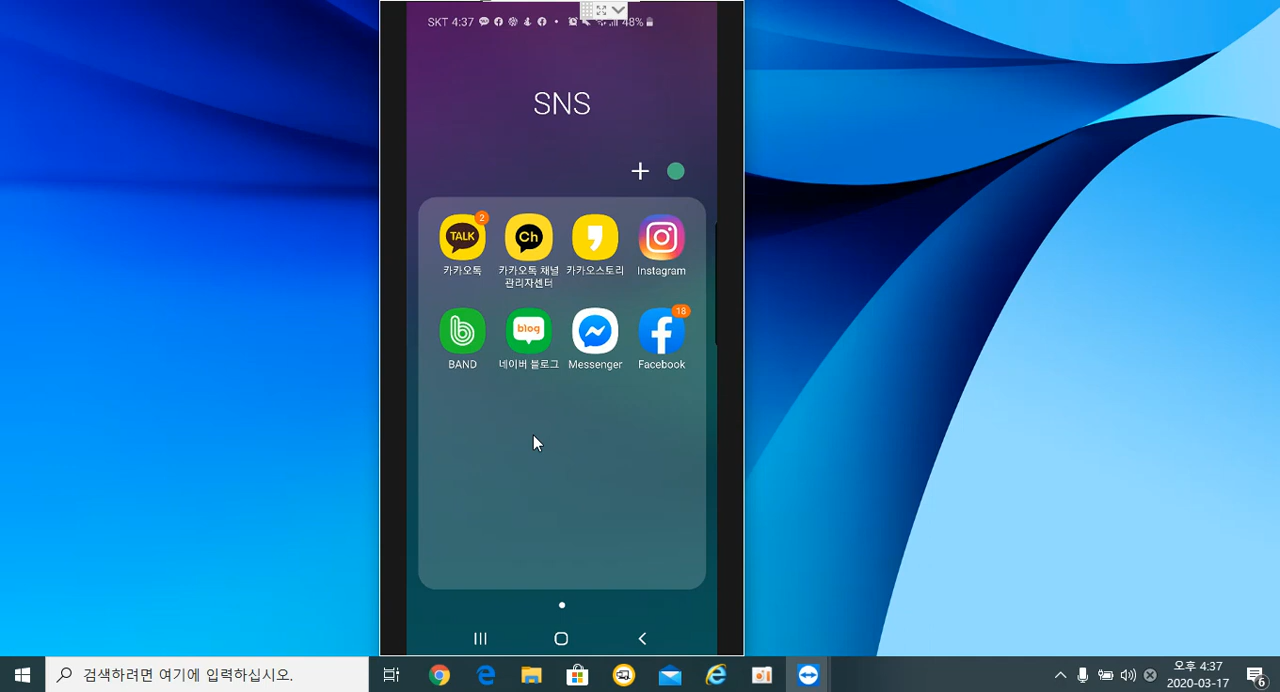 SKT 4:37
48%
SNS
TALK
2
Ch
카카오톡
카카오톡 채널
관리자센터
카카오스토리
Instagram
blog
18
BAND
네이버 블로그
Messenger
Facebook
검색하려면 여기에 입력하십시오.
오후 4:37
2020-03-17
6